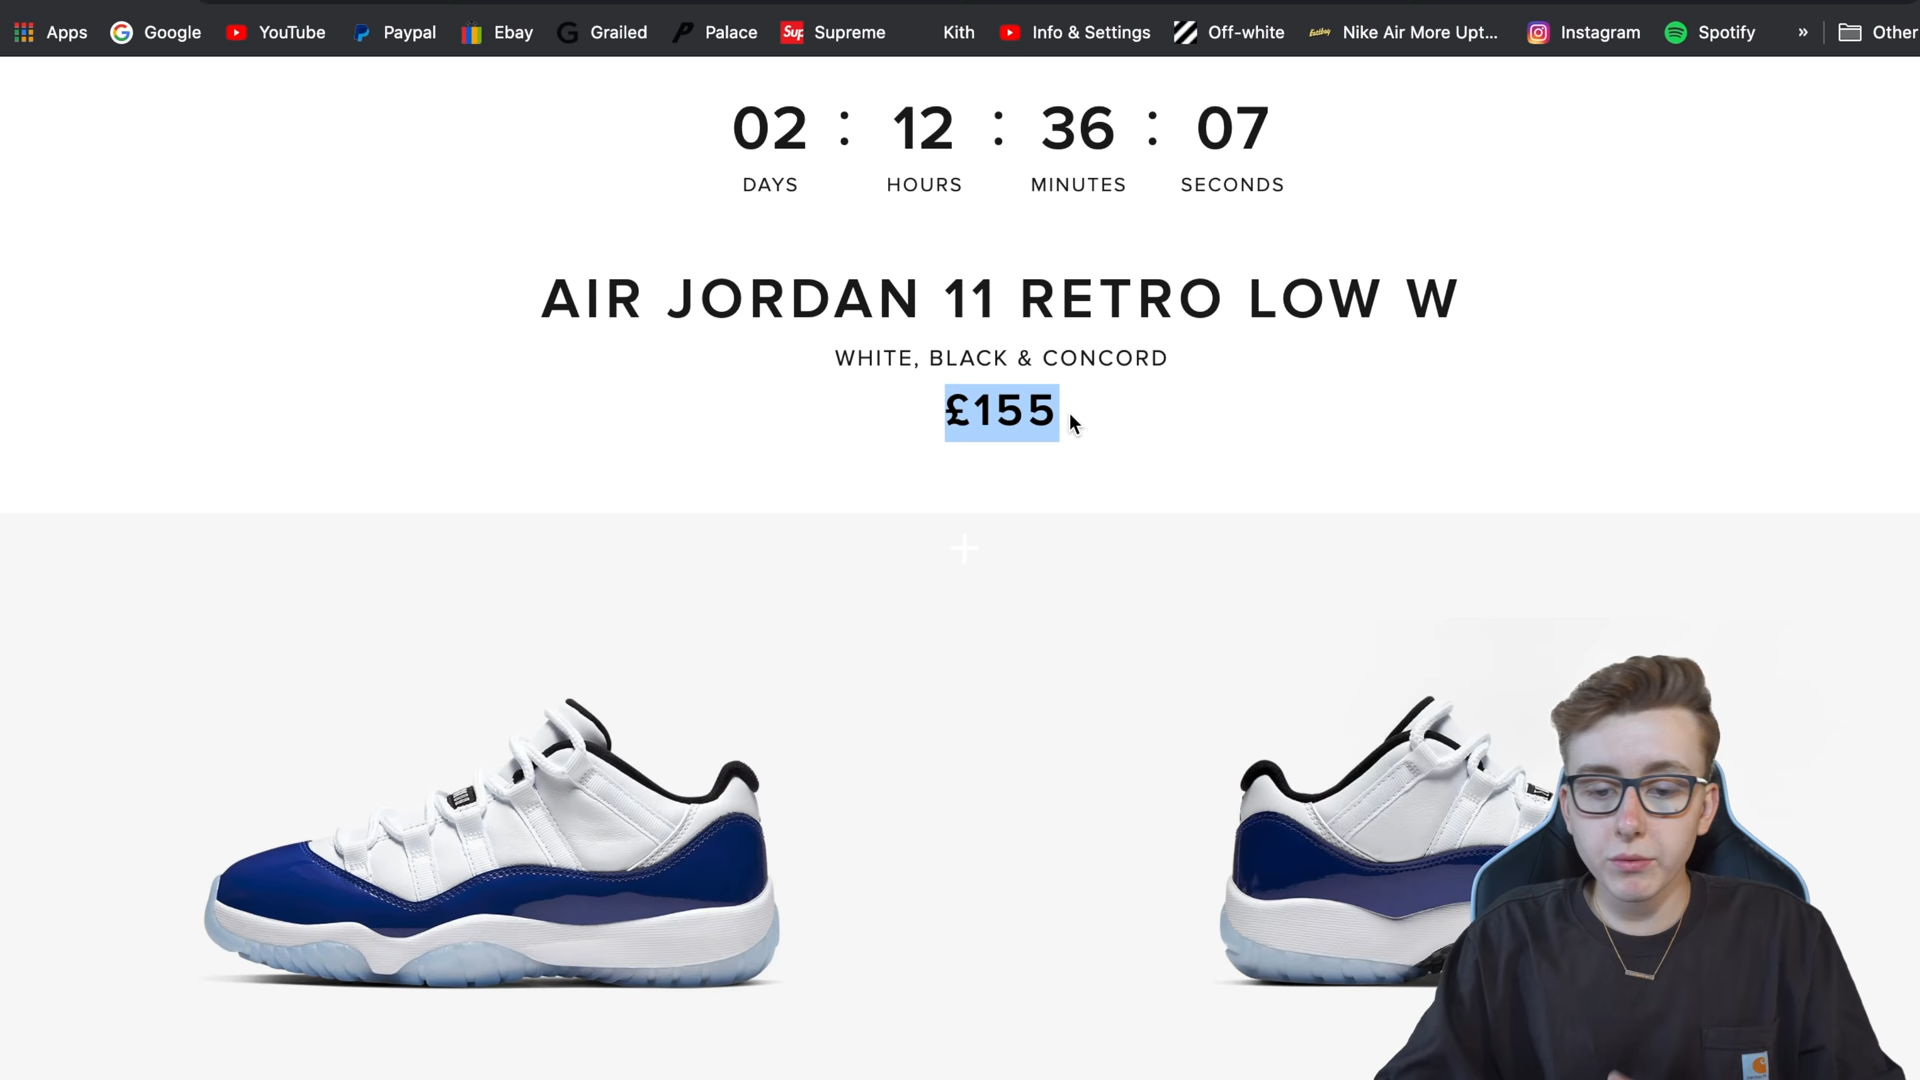 Apps Google YouTube Paypal Ebay Grailed Palace Sup Supreme Kith Info & Settings Off-white Nike Air More Upt... Instagram Spotify » Other
02 : 12 : 36 : 07
DAYS HOURS MINUTES SECONDS
AIR JORDAN 11 RETRO LOW W
WHITE, BLACK & CONCORD
£155